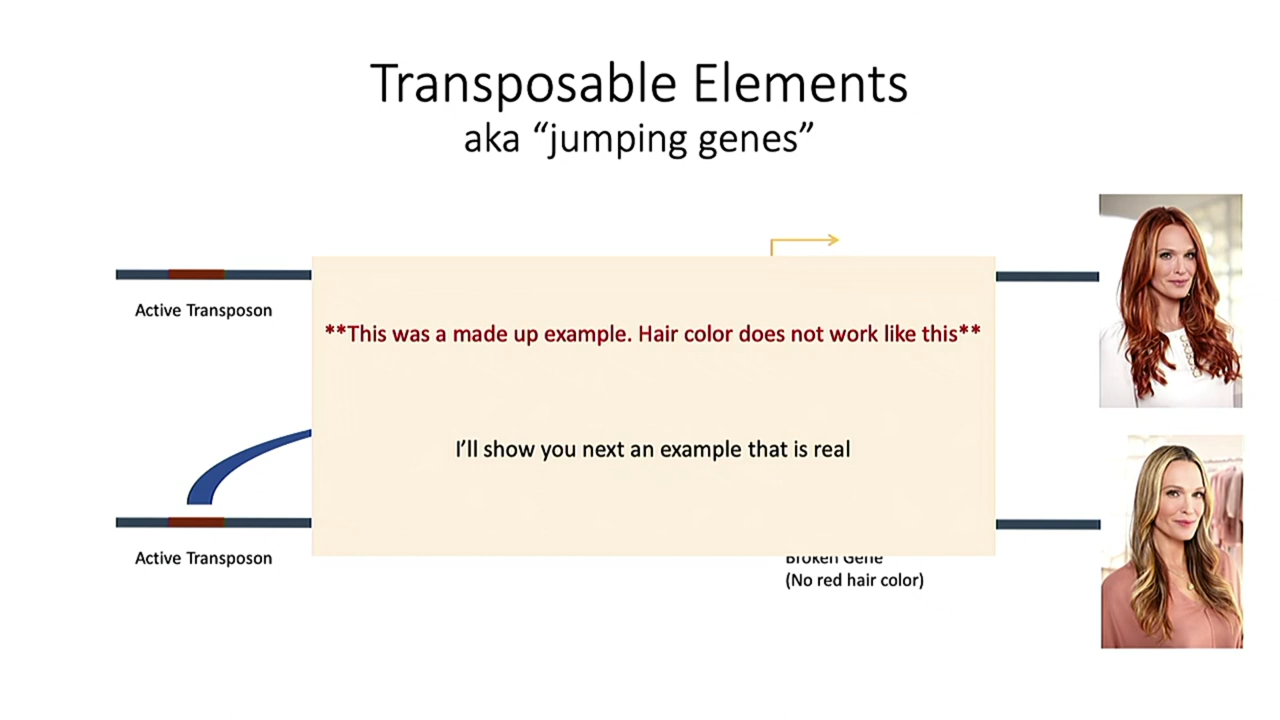 Transposable Elements
aka “jumping genes”
Active Transposon
**This was a made up example. Hair color does not work like this**
I’ll show you next an example that is real
Active Transposon
Broken Gene
(No red hair color)